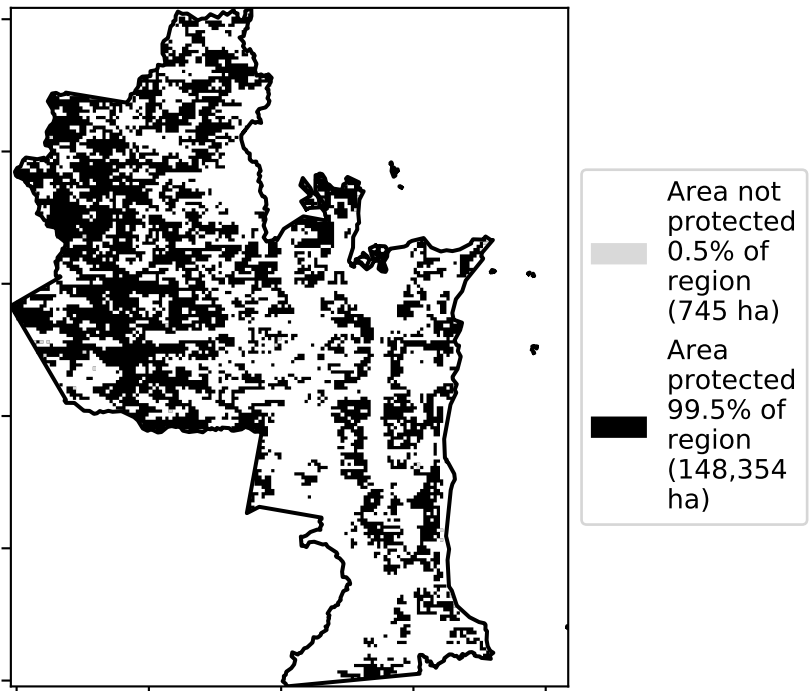 Area not
protected
0.5% of
region
(745 ha)
Area
protected
99.5% of
region
(148,354
ha)